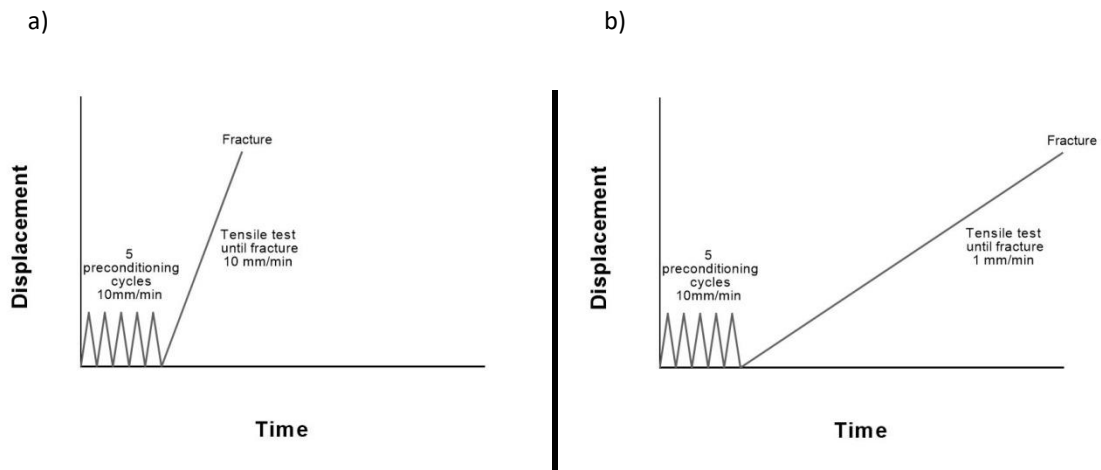 a)
Displacement
Fracture
5
preconditioning
cycles
10mm/min
Tensile test
until fracture
10 mm/min
Time
b)
Displacement
Fracture
5
preconditioning
cycles
10mm/min
Tensile test
until fracture
1 mm/min
Time